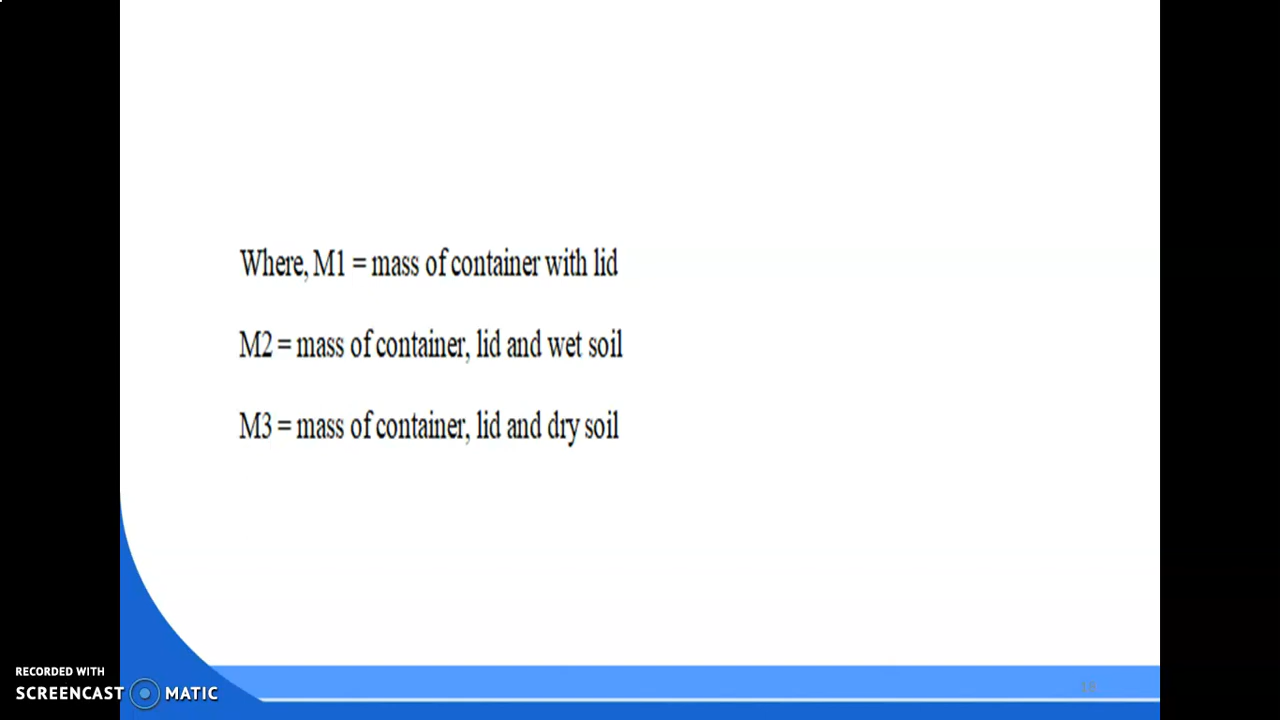 Where, M1 = mass of container with lid
M2 = mass of container, lid and wet soil
M3 = mass of container, lid and dry soil
RECORDED WITH
SCREENCAST MATIC